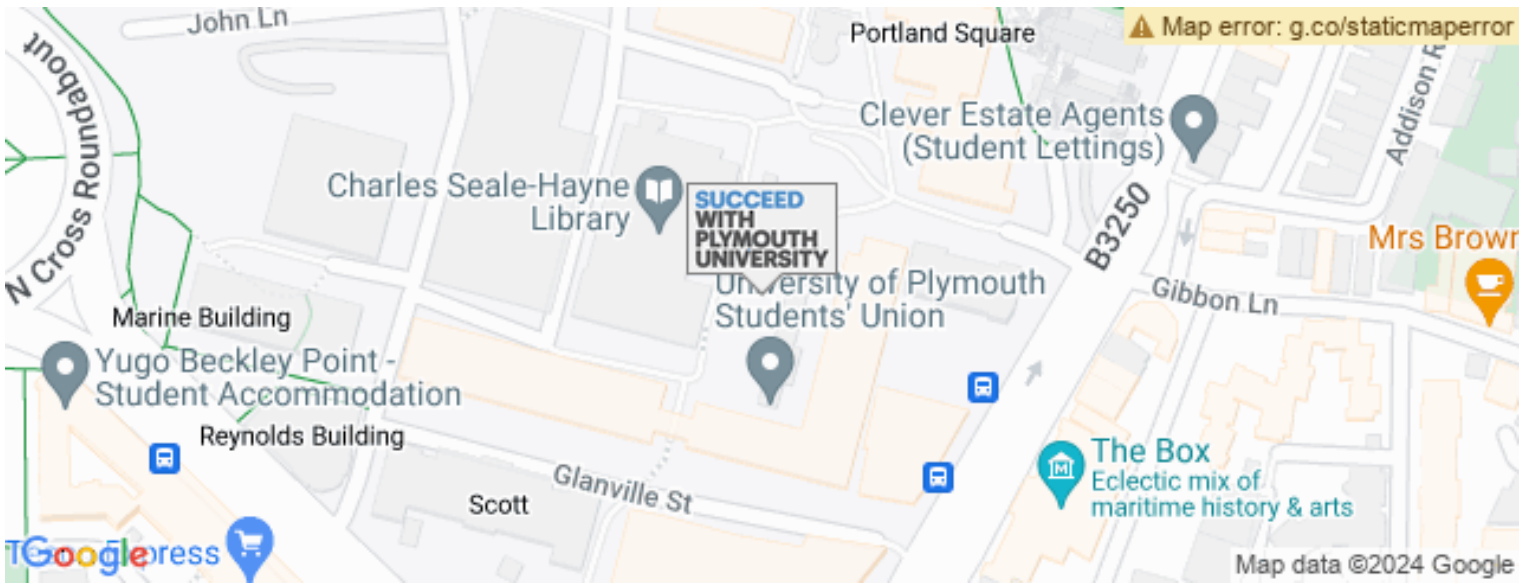 John Ln
Portland Square
Map error: g.co/staticmaperror
N Cross Roundabout
Addison R
Clever Estate Agents
(Student Lettings)
Charles Seale-Hayne
Library
SUCCEED
WITH
PLYMOUTH
UNIVERSITY
B3250
Mrs Brown
University of Plymouth
Students' Union
Gibbon Ln
Marine Building
Yugo Beckley Point -
Student Accommodation
Reynolds Building
The Box
Eclectic mix of
maritime history & arts
Glanville St
Scott
Google
press
Map data ©2024 Google